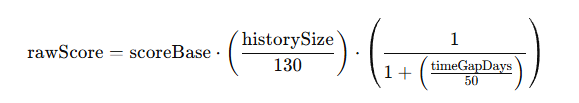 rawScore = scoreBase · (historySize / 130) · (1 / (1 + (timeGapDays / 50)))